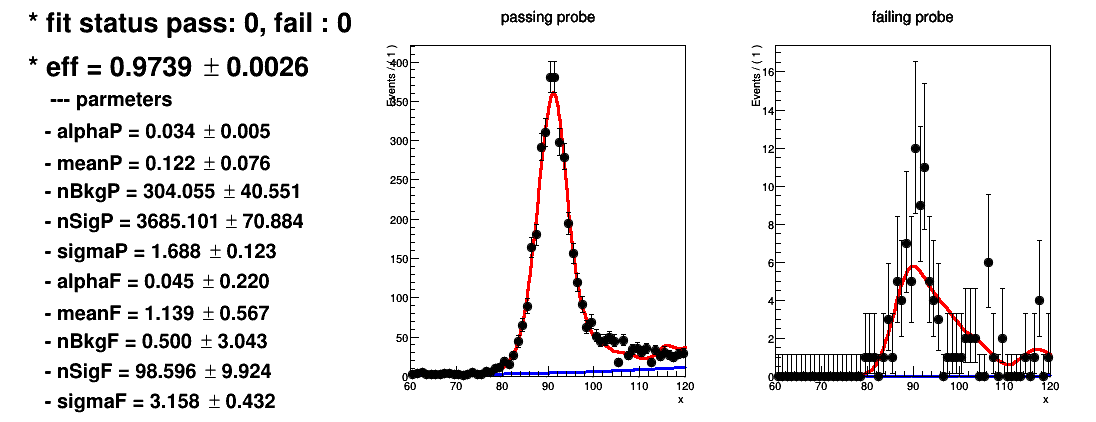 * fit status pass: 0, fail : 0
* eff = 0.9739 ± 0.0026
--- parmeters
- alphaP = 0.034 ± 0.005
- meanP = 0.122 ± 0.076
- nBkgP = 304.055 ± 40.551
- nSigP = 3685.101 ± 70.884
- sigmaP = 1.688 ± 0.123
- alphaF = 0.045 ± 0.220
- meanF = 1.139 ± 0.567
- nBkgF = 0.500 ± 3.043
- nSigF = 98.596 ± 9.924
- sigmaF = 3.158 ± 0.432
passing probe
Events / ( 1 )
400
350
300
250
200
150
100
50
0
60 70 80 90 100 110 120
x
failing probe
Events / ( 1 )
16
14
12
10
8
6
4
2
0
60 70 80 90 100 110 120
x